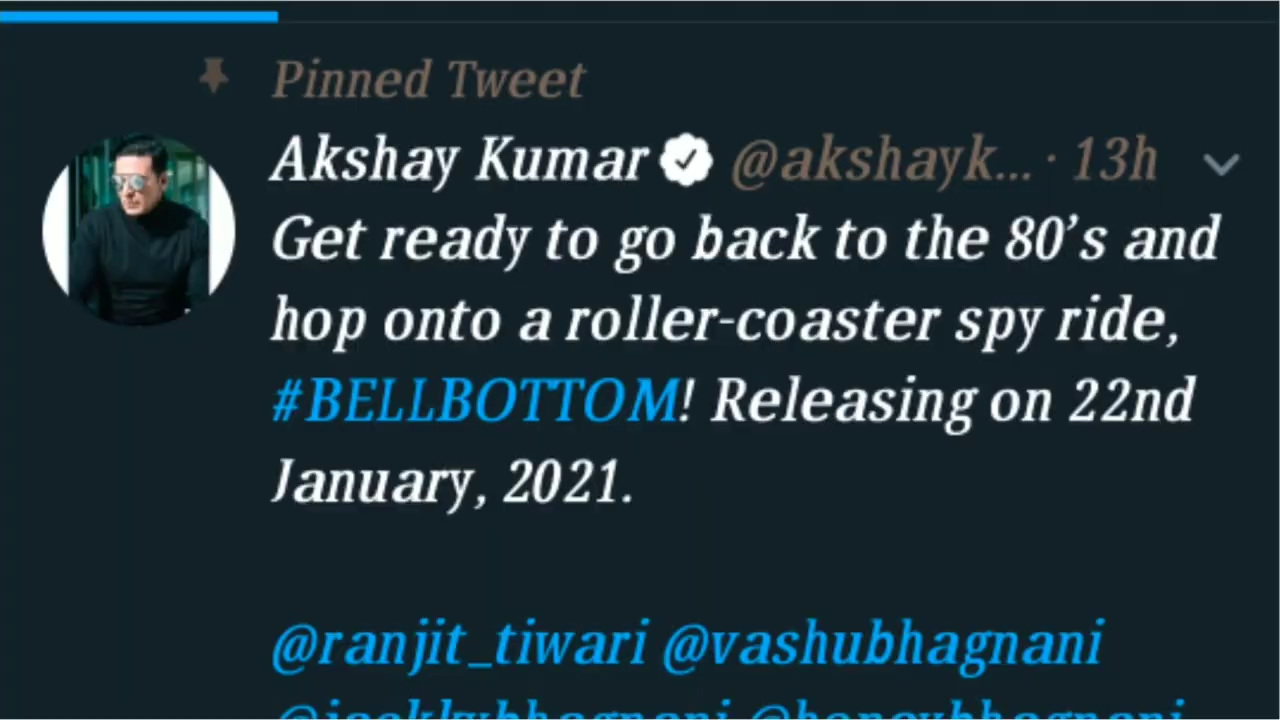 Pinned Tweet
Akshay Kumar @akshayk... · 13h
Get ready to go back to the 80's and
hop onto a roller-coaster spy ride,
#BELLBOTTOM! Releasing on 22nd
January, 2021.
@ranjit_tiwari @vashubhagnani